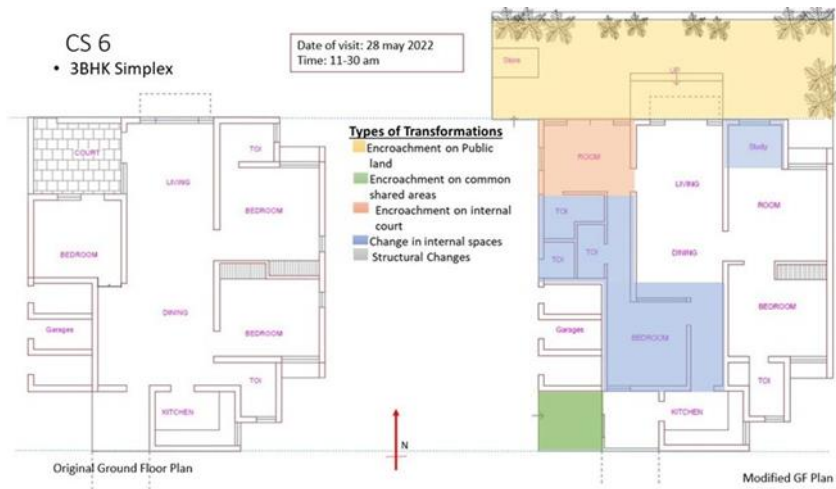 CS 6
• 3BHK Simplex
Date of visit: 28 may 2022
Time: 11-30 am
COURT
LIVING
TOI
BEDROOM
BEDROOM
Garages
DINING
BEDROOM
TOI
KITCHEN
Original Ground Floor Plan
Types of Transformations
Encroachment on Public
land
Encroachment on common
shared areas
Encroachment on internal
court
Change in internal spaces
Structural Changes
N
Store
UP
ROOM
Study
LIVING
ROOM
TOI
TOI
TOI
DINING
BEDROOM
Garages
BEDROOM
TOI
KITCHEN
Modified GF Plan